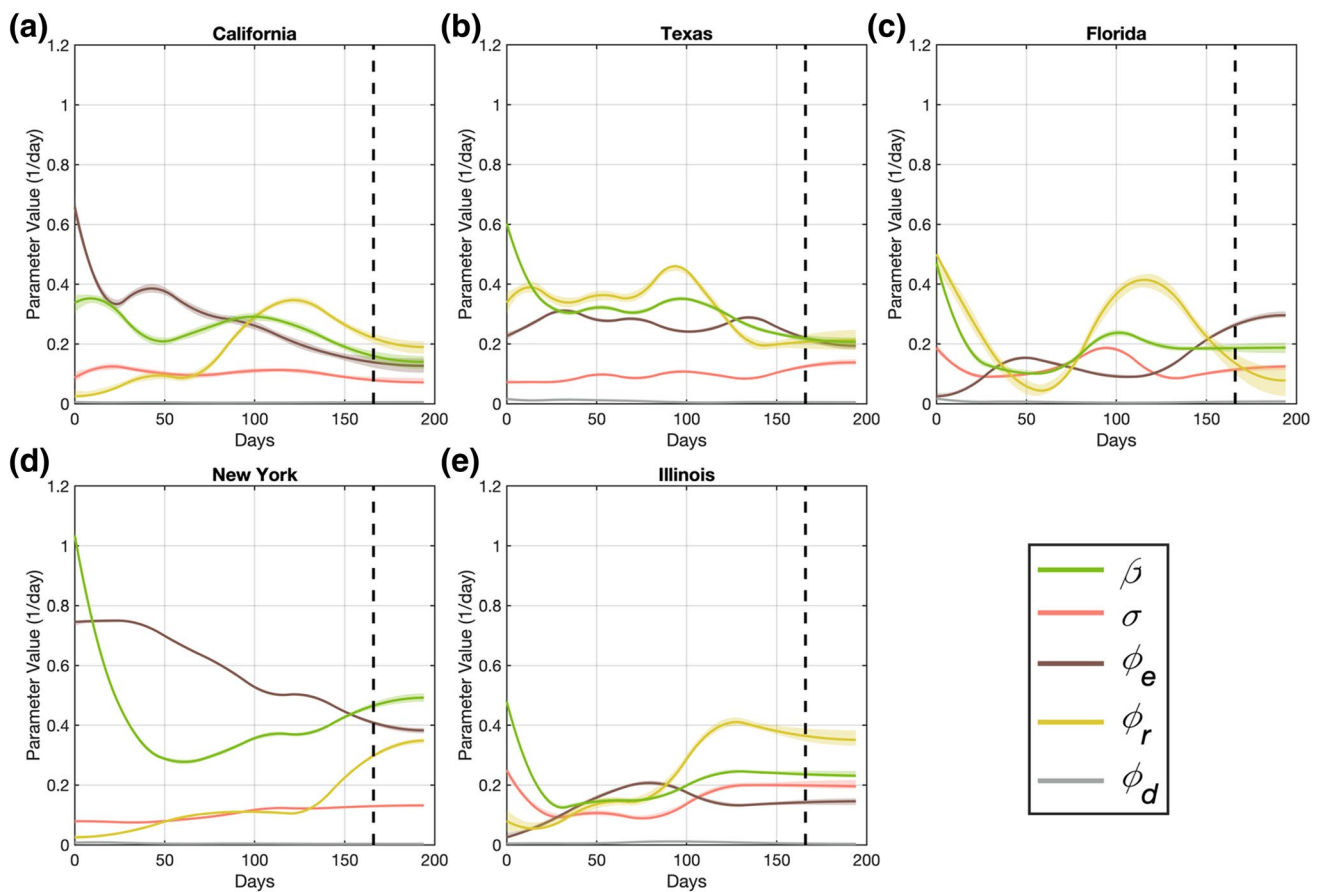 (a)
California
1.2
1
0.8
0.6
0.4
0.2
0
Parameter Value (1/day)
0 50 100 150 200
Days
(b)
Texas
1.2
1
0.8
0.6
0.4
0.2
0
Parameter Value (1/day)
0 50 100 150 200
Days
(c)
Florida
1.2
1
0.8
0.6
0.4
0.2
0
Parameter Value (1/day)
0 50 100 150 200
Days
(d)
New York
1.2
1
0.8
0.6
0.4
0.2
0
Parameter Value (1/day)
0 50 100 150 200
Days
(e)
Illinois
1.2
1
0.8
0.6
0.4
0.2
0
Parameter Value (1/day)
0 50 100 150 200
Days
β
σ
ϕe
ϕr
ϕd